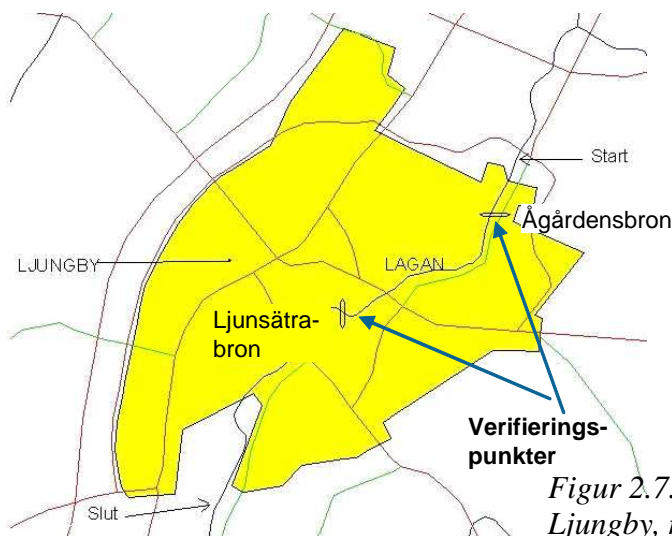 Start
Ågårdensbron
LJUNGBY
LAGAN
Ljunsätra-
bron
Verifierings-
punkter
Slut
Figur 2.7.
Ljungby,